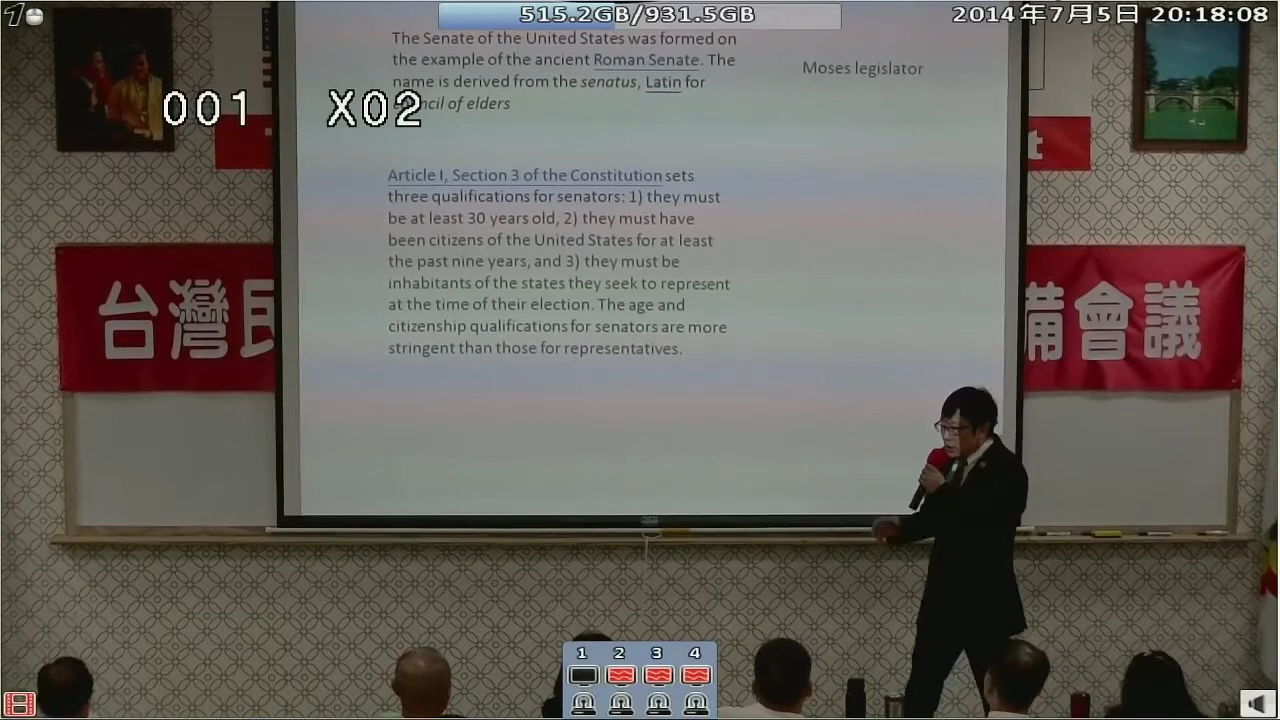 515.2GB/931.5GB
2014年7月5日 20:18:08
The Senate of the United States was formed on
the example of the ancient Roman Senate. The
name is derived from the senatus, Latin for
of elders
Moses legislator
001 X02
Article I, Section 3 of the Constitution sets
three qualifications for senators: 1) they must
be at least 30 years old, 2) they must have
been citizens of the United States for at least
the past nine years, and 3) they must be
inhabitants of the states they seek to represent
at the time of their election. The age and
citizenship qualifications for senators are more
stringent than those for representatives.
t
台灣民
備會議
1 2 3 4